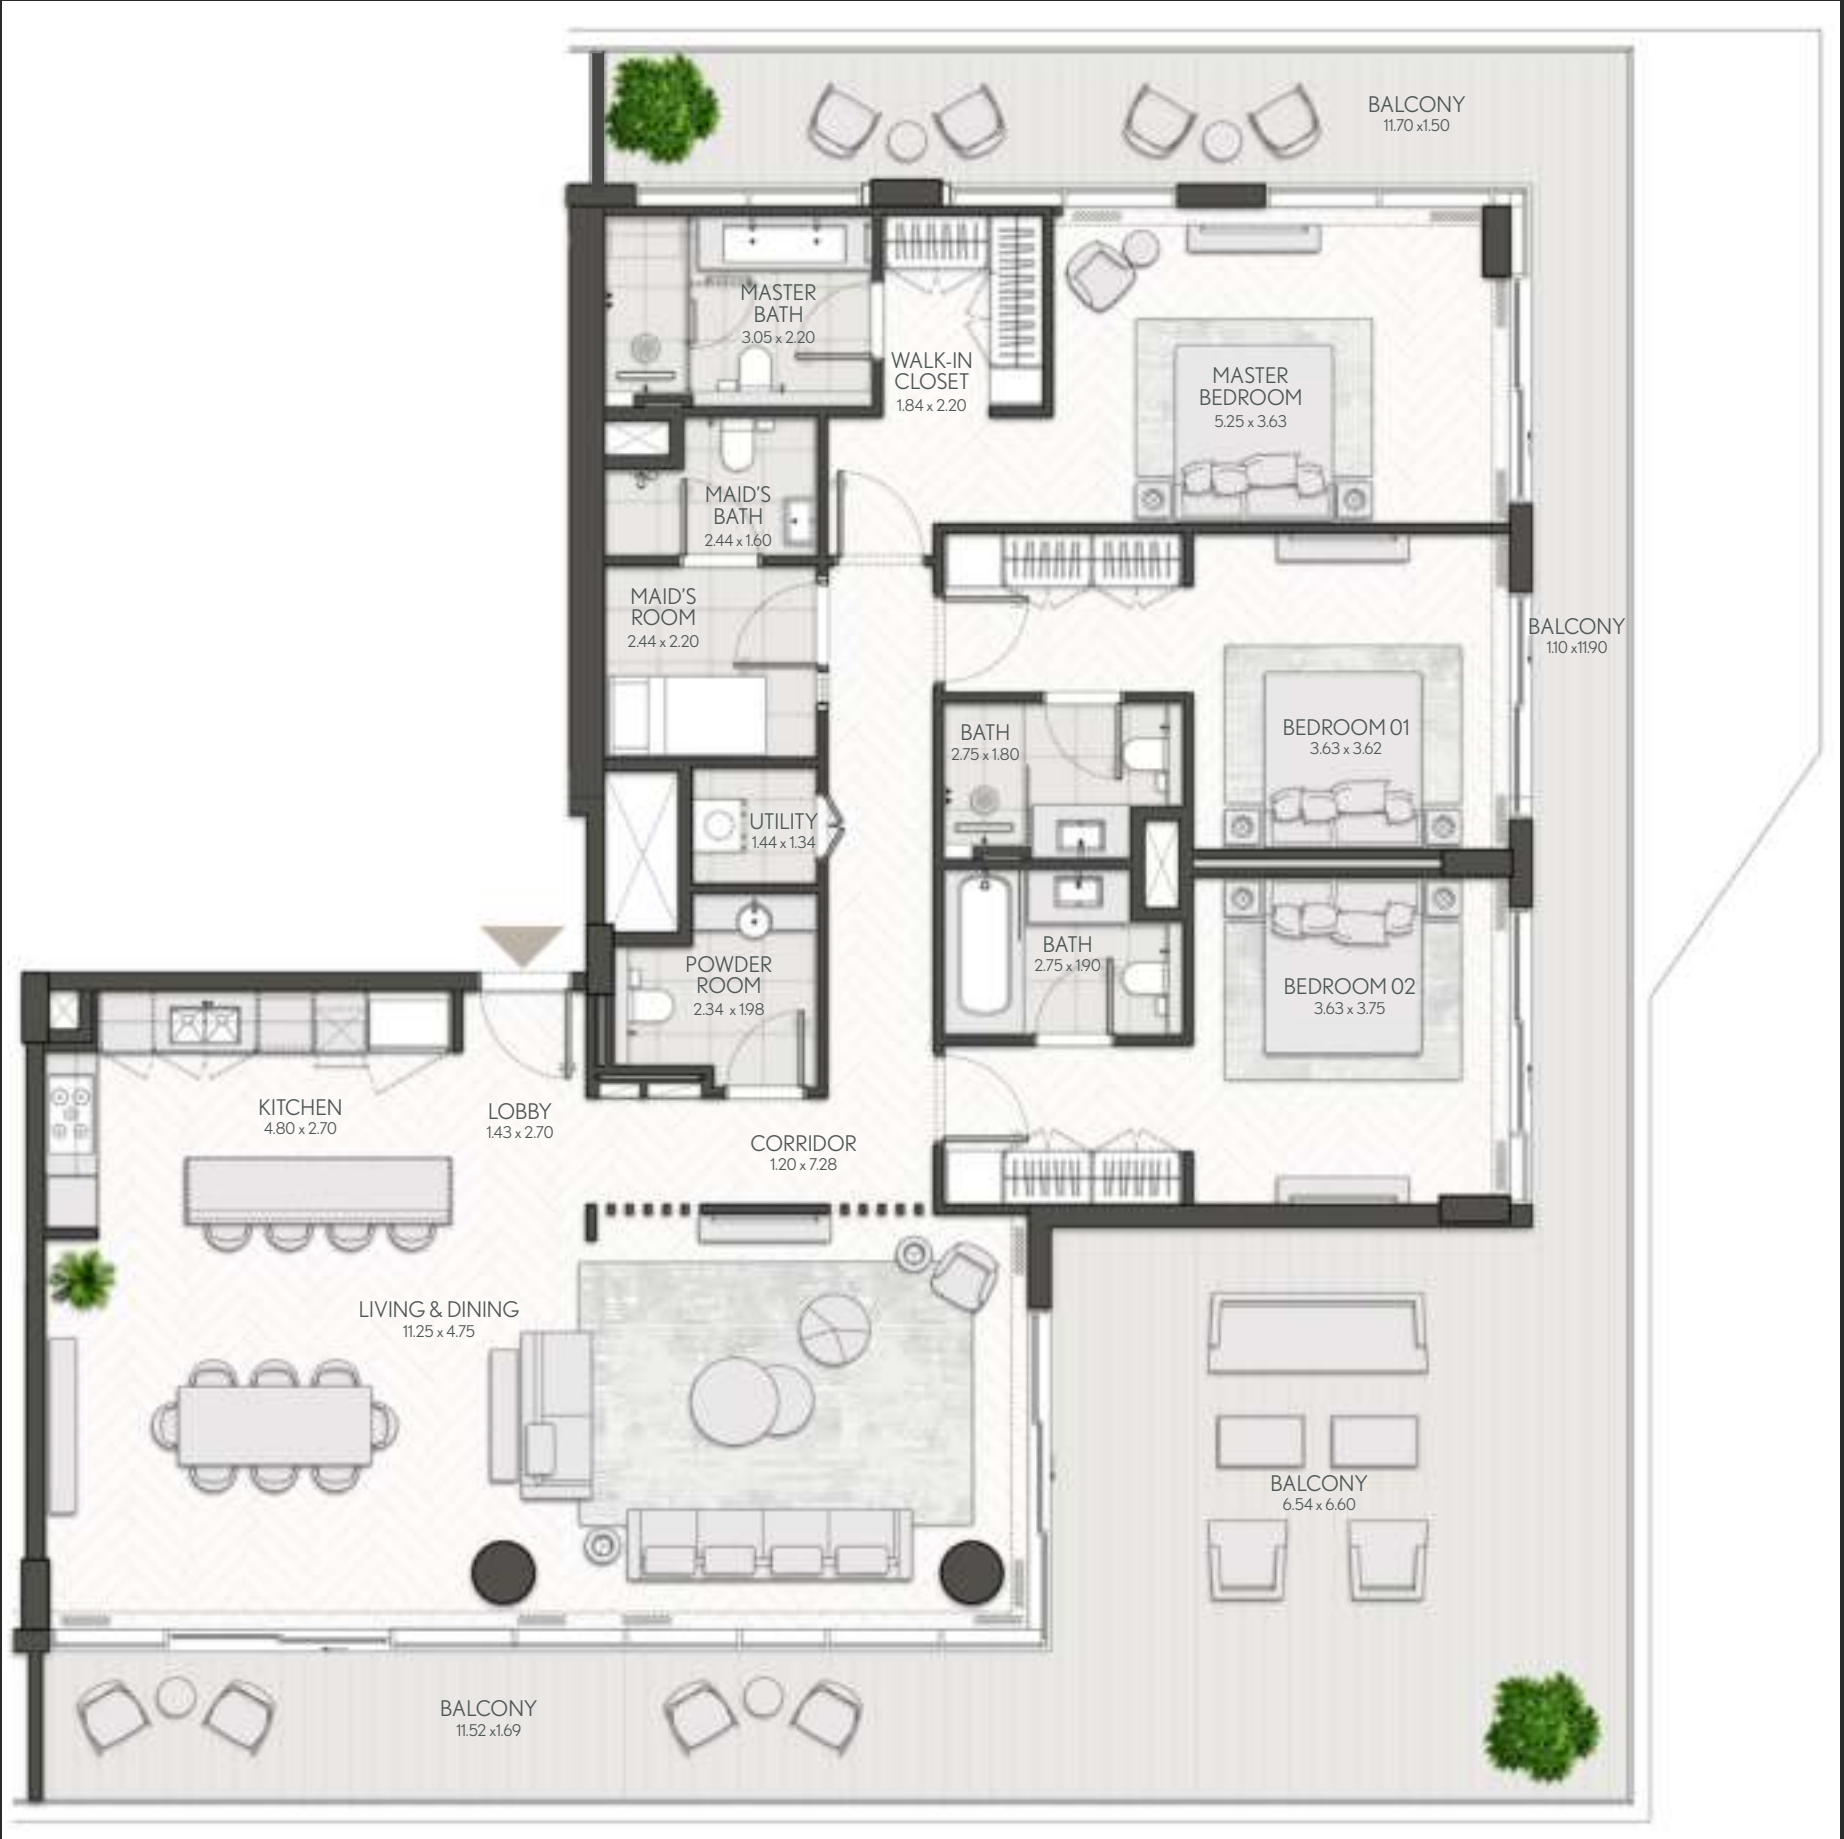 BALCONY
11.70 x1.50
MASTER
BATH
3.05 x 2.20
WALK-IN
CLOSET
1.84 x 2.20
MASTER
BEDROOM
5.25 x 3.63
MAID'S
BATH
2.44 x 1.60
MAID'S
ROOM
2.44 x 2.20
BALCONY
1.10 x11.90
BATH
2.75 x 1.80
BEDROOM 01
3.63 x 3.62
UTILITY
1.44 x 1.34
BATH
2.75 x 1.90
POWDER
ROOM
2.34 x 1.98
BEDROOM 02
3.63 x 3.75
KITCHEN
4.80 x 2.70
LOBBY
1.43 x 2.70
CORRIDOR
1.20 x 7.28
LIVING & DINING
11.25 x 4.75
BALCONY
6.54 x 6.60
BALCONY
11.52 x1.69